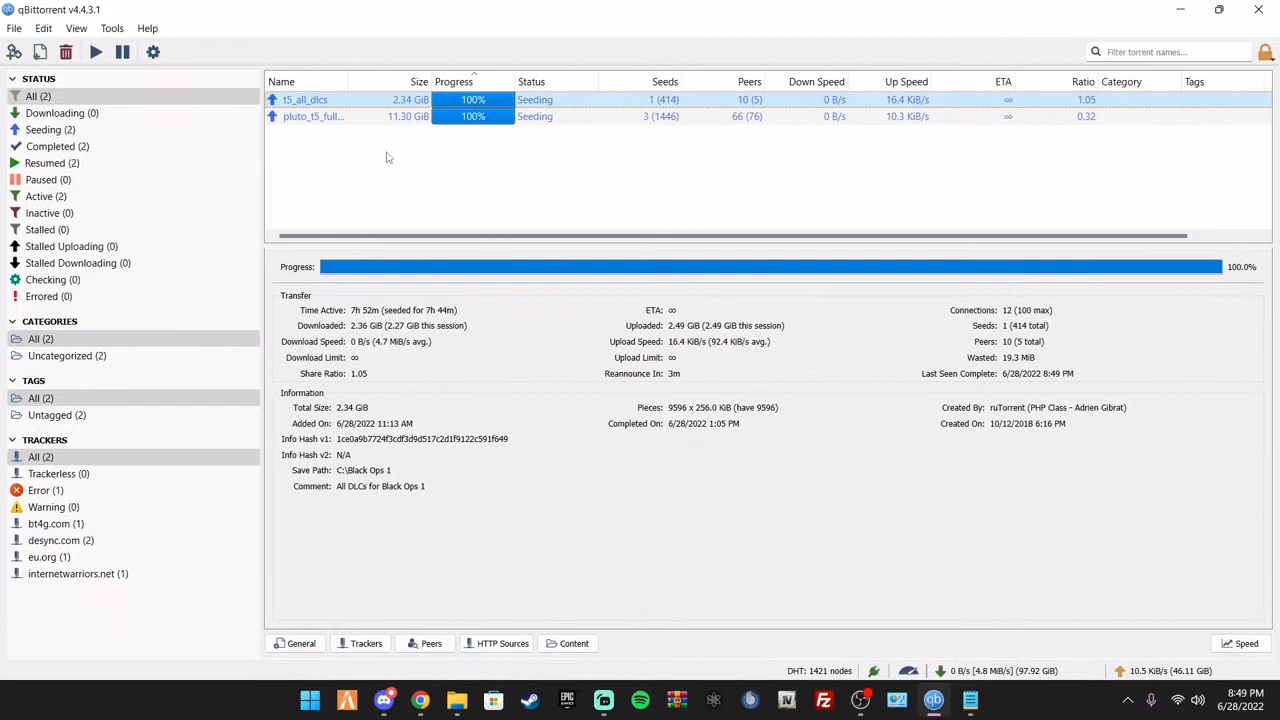 qBittorrent v4.4.3.1
File Edit View Tools Help
Filter torrent names...
STATUS
All (2)
Downloading (0)
Seeding (2)
Completed (2)
Resumed (2)
Paused (0)
Active (2)
Inactive (0)
Stalled (0)
Stalled Uploading (0)
Stalled Downloading (0)
Checking (0)
Errored (0)
CATEGORIES
All (2)
Uncategorized (2)
TAGS
All (2)
Untagged (2)
TRACKERS
All (2)
Trackerless (0)
Error (1)
Warning (0)
bt4g.com (1)
desync.com (2)
eu.org (1)
internetwarriors.net (1)
Name Size Progress Status Seeds Peers Down Speed Up Speed ETA Ratio Category Tags
t5_all_dlcs 2.34 GiB 100% Seeding 1 (414) 10 (5) 0 B/s 16.4 KiB/s ∞ 1.05
pluto_t5_full... 11.30 GiB 100% Seeding 3 (1446) 66 (76) 0 B/s 10.3 KiB/s ∞ 0.32
Progress: 100.0%
Transfer
Time Active: 7h 52m (seeded for 7h 44m) ETA: ∞ Connections: 12 (100 max)
Downloaded: 2.36 GiB (2.27 GiB this session) Uploaded: 2.49 GiB (2.49 GiB this session) Seeds: 1 (414 total)
Download Speed: 0 B/s (4.7 MiB/s avg.) Upload Speed: 16.4 KiB/s (92.4 KiB/s avg.) Peers: 10 (5 total)
Download Limit: ∞ Upload Limit: ∞ Wasted: 19.3 MiB
Share Ratio: 1.05 Reannounce In: 3m Last Seen Complete: 6/28/2022 8:49 PM
Information
Total Size: 2.34 GiB Pieces: 9596 x 256.0 KiB (have 9596) Created By: ruTorrent (PHP Class - Adrien Gibrat)
Added On: 6/28/2022 11:13 AM Completed On: 6/28/2022 1:05 PM Created On: 10/12/2018 6:16 PM
Info Hash v1: 1ce0a9b7724f3cdf3d9d517c2d1f9122c591f649
Info Hash v2: N/A
Save Path: C:\Black Ops 1
Comment: All DLCs for Black Ops 1
General Trackers Peers HTTP Sources Content Speed
DHT: 1421 nodes 0 B/s [4.8 MiB/s] (97.92 GiB) 10.5 KiB/s (46.11 GiB)
EPIC GAMES IV Fz qb 8:49 PM
6/28/2022